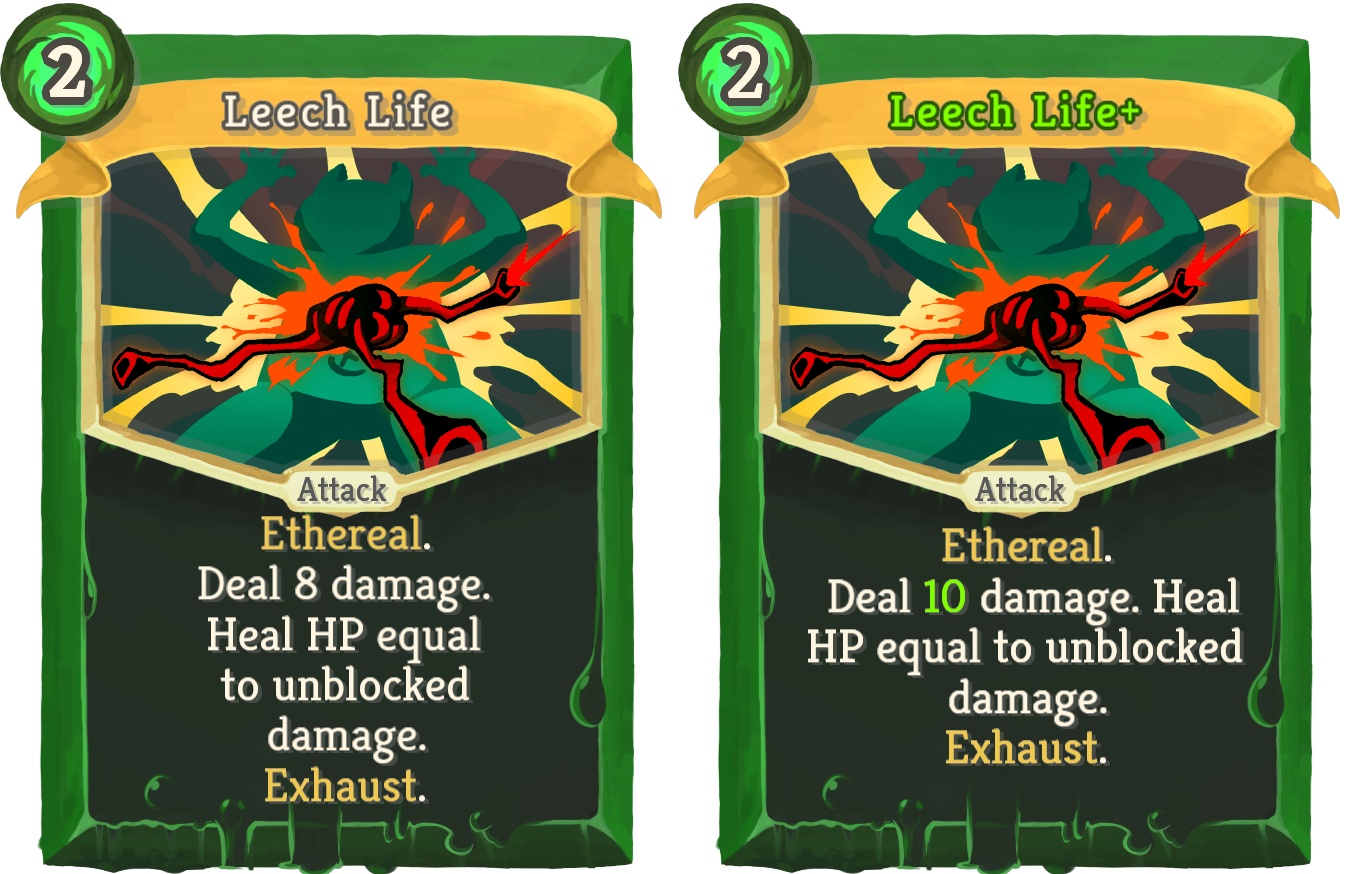 2
Leech Life
Attack
Ethereal.
Deal 8 damage.
Heal HP equal
to unblocked
damage.
Exhaust.
2
Leech Life+
Attack
Ethereal.
Deal 10 damage. Heal
HP equal to unblocked
damage.
Exhaust.